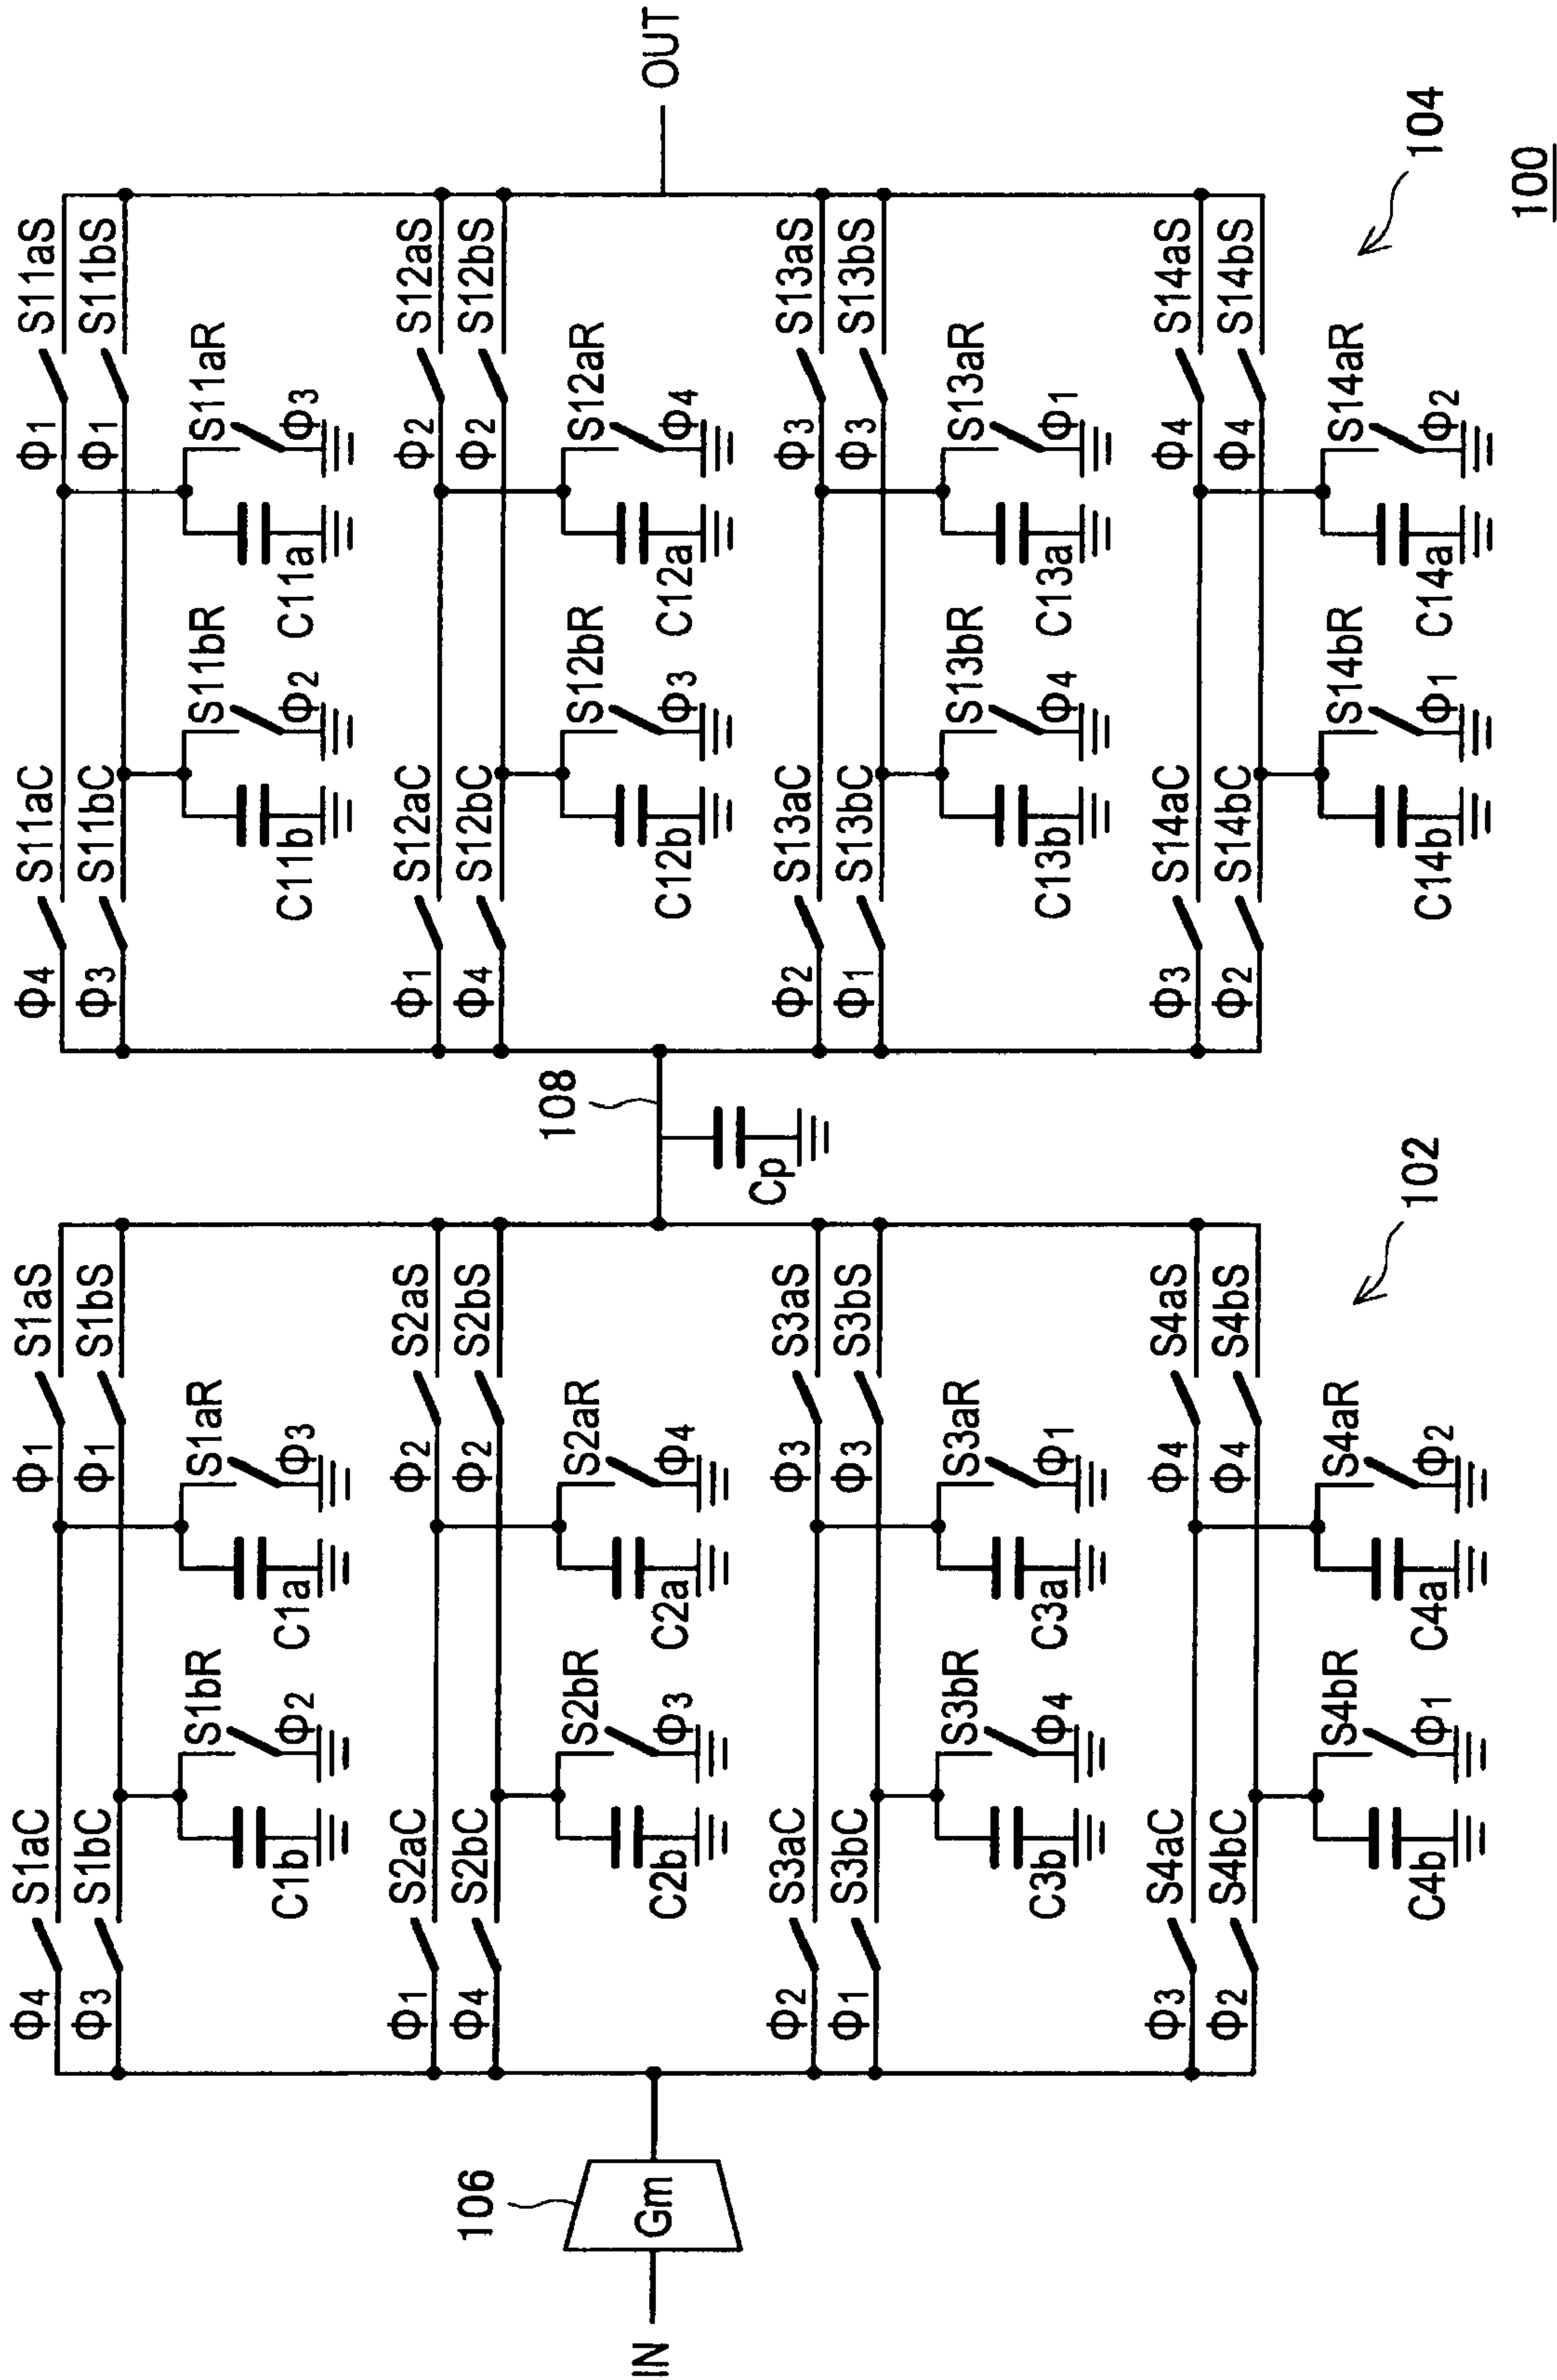 Φ4 S1aC Φ1 S1aS
Φ3 S1bC Φ1 S1bS
S1bR S1aR
Φ2 Φ3
C1b C1a
Φ1 S2aC Φ2 S2aS
Φ4 S2bC Φ2 S2bS
S2bR S2aR
Φ3 Φ4
C2b C2a
106
Gm
IN
Φ2 S3aC Φ3 S3aS
Φ1 S3bC Φ3 S3bS
S3bR S3aR
Φ4 Φ1
C3b C3a
Φ3 S4aC Φ4 S4aS
Φ2 S4bC Φ4 S4bS
S4bR S4aR
Φ1 Φ2
C4b C4a
102
108
Cp
Φ4 S11aC Φ1 S11aS
Φ3 S11bC Φ1 S11bS
S11bR S11aR
Φ2 Φ3
C11b C11a
Φ1 S12aC Φ2 S12aS
Φ4 S12bC Φ2 S12bS
S12bR S12aR
Φ3 Φ4
C12b C12a
OUT
Φ2 S13aC Φ3 S13aS
Φ1 S13bC Φ3 S13bS
S13bR S13aR
Φ4 Φ1
C13b C13a
Φ3 S14aC Φ4 S14aS
Φ2 S14bC Φ4 S14bS
S14bR S14aR
Φ1 Φ2
C14b C14a
104
100